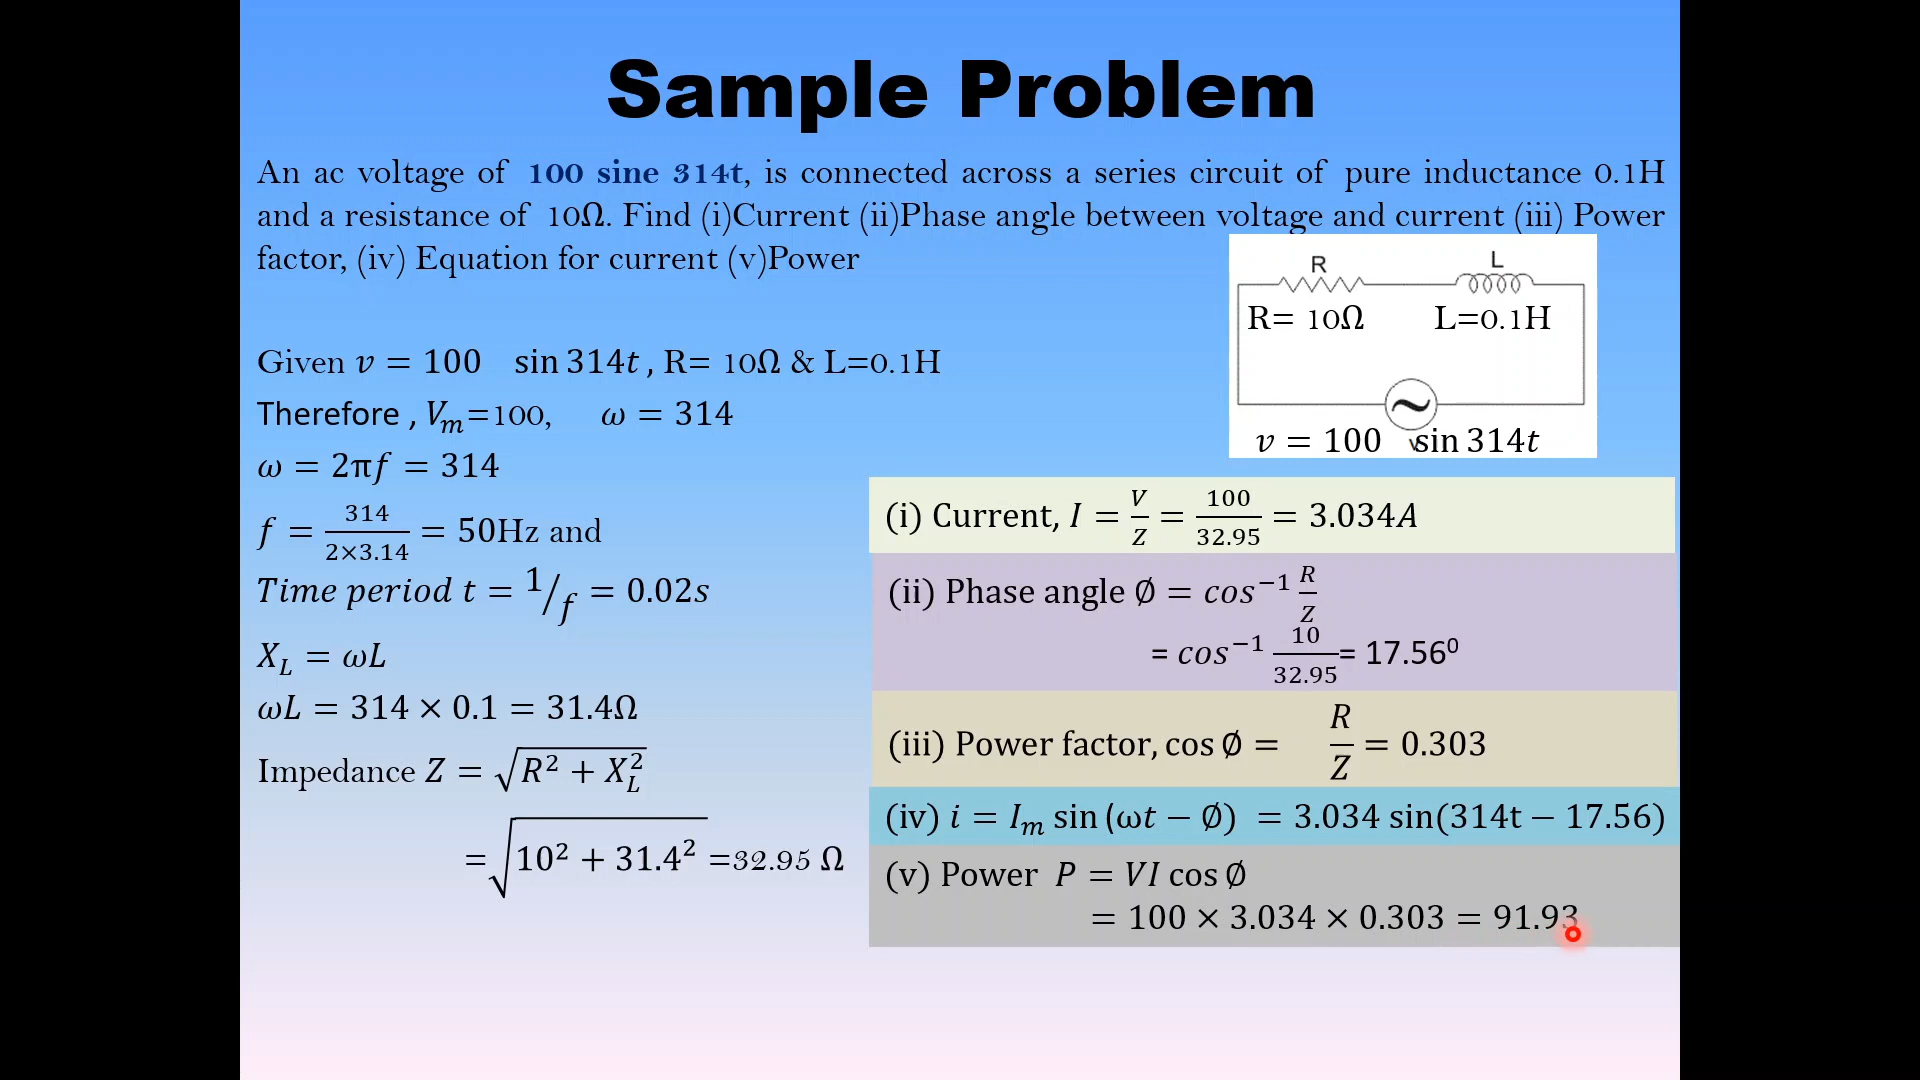 Sample Problem
An ac voltage of 100 sine 314t, is connected across a series circuit of pure inductance 0.1H
and a resistance of 10Ω. Find (i)Current (ii)Phase angle between voltage and current (iii) Power
factor, (iv) Equation for current (v)Power
R L
R= 10Ω L=0.1H
v
v = 100 sin 314t
Given v = 100 sin 314t , R= 10Ω & L=0.1H
Therefore , Vₘ=100, ω = 314
ω = 2πf = 314
f = 314/(2×3.14) = 50Hz and
Time period t = 1/f = 0.02s
X_L = ωL
ωL = 314 × 0.1 = 31.4Ω
Impedance Z = √(R² + X_L²)
= √(10² + 31.4²) =32.95 Ω
(i) Current, I = V/Z = 100/32.95 = 3.034A
(ii) Phase angle ∅ = cos⁻¹ R/Z
= cos⁻¹ 10/32.95 = 17.56⁰
(iii) Power factor, cos ∅ = R/Z = 0.303
(iv) i = Iₘ sin (ωt − ∅) = 3.034 sin(314t − 17.56)
(v) Power P = VI cos ∅
= 100 × 3.034 × 0.303 = 91.93